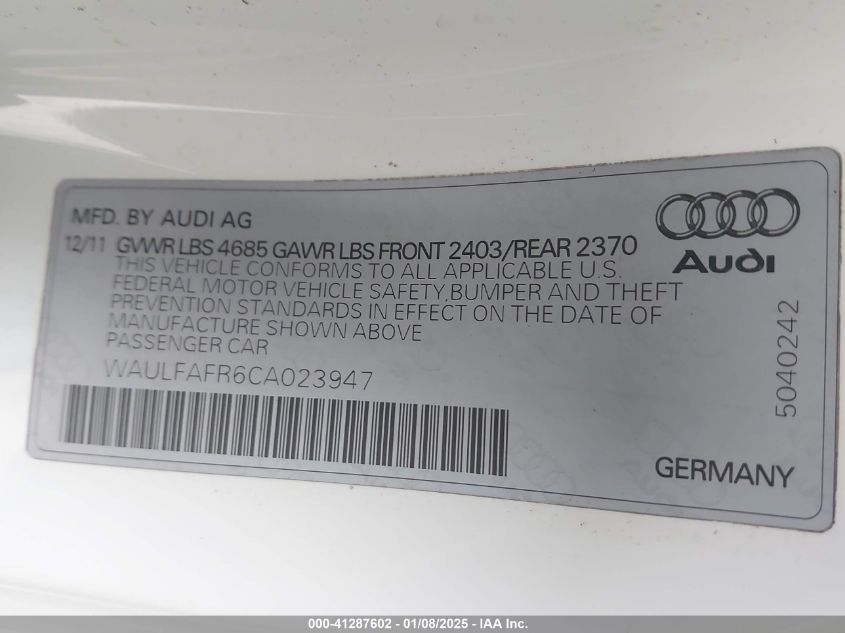 MFD. BY AUDI AG
12/11 GVWR LBS 4685 GAWR LBS FRONT 2403/REAR 2370
THIS VEHICLE CONFORMS TO ALL APPLICABLE U.S.
FEDERAL MOTOR VEHICLE SAFETY,BUMPER AND THEFT
PREVENTION STANDARDS IN EFFECT ON THE DATE OF
MANUFACTURE SHOWN ABOVE
PASSENGER CAR
WAULFAFR6CA023947
Audi
5040242
GERMANY
000-41287602 - 01/08/2025 - IAA Inc.